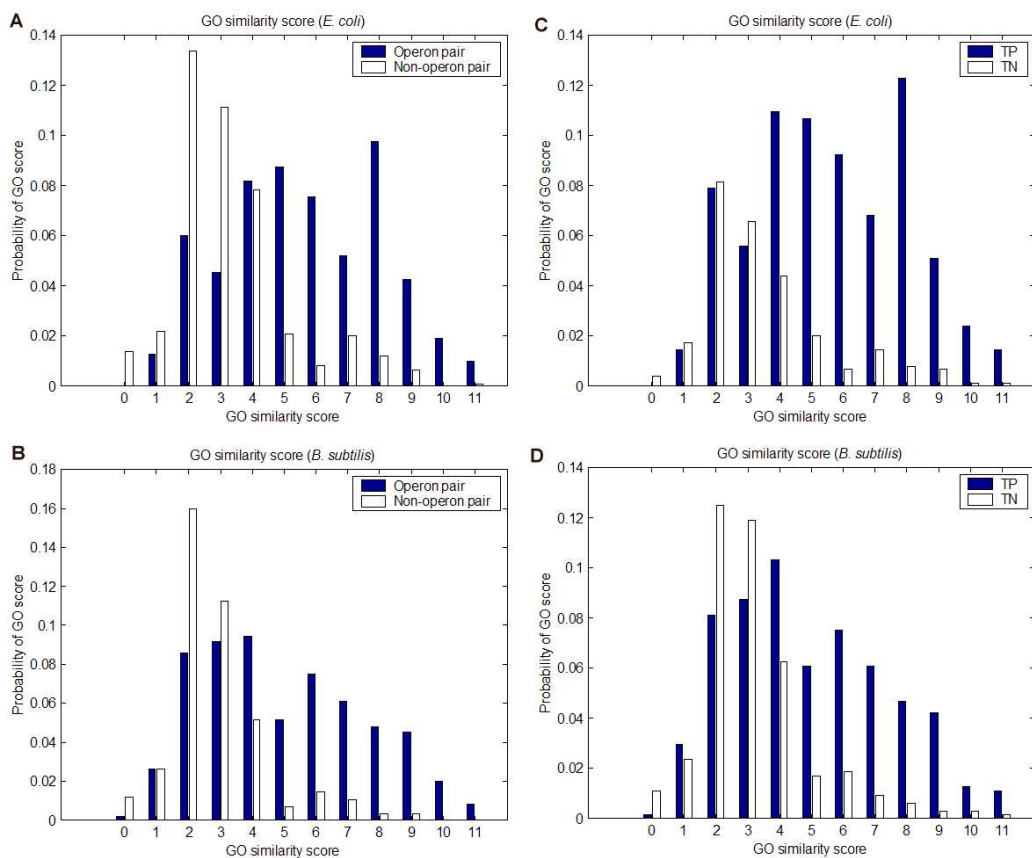 A
GO similarity score (E. coli)
Operon pair
Non-operon pair
Probability of GO score
0.14
0.12
0.1
0.08
0.06
0.04
0.02
0
0 1 2 3 4 5 6 7 8 9 10 11
GO similarity score
B
GO similarity score (B. subtilis)
Operon pair
Non-operon pair
Probability of GO score
0.18
0.16
0.14
0.12
0.1
0.08
0.06
0.04
0.02
0
0 1 2 3 4 5 6 7 8 9 10 11
GO similarity score
C
GO similarity score (E. coli)
TP
TN
Probability of GO score
0.14
0.12
0.1
0.08
0.06
0.04
0.02
0
0 1 2 3 4 5 6 7 8 9 10 11
GO similarity score
D
GO similarity score (B. subtilis)
TP
TN
Probability of GO score
0.14
0.12
0.1
0.08
0.06
0.04
0.02
0
0 1 2 3 4 5 6 7 8 9 10 11
GO similarity score